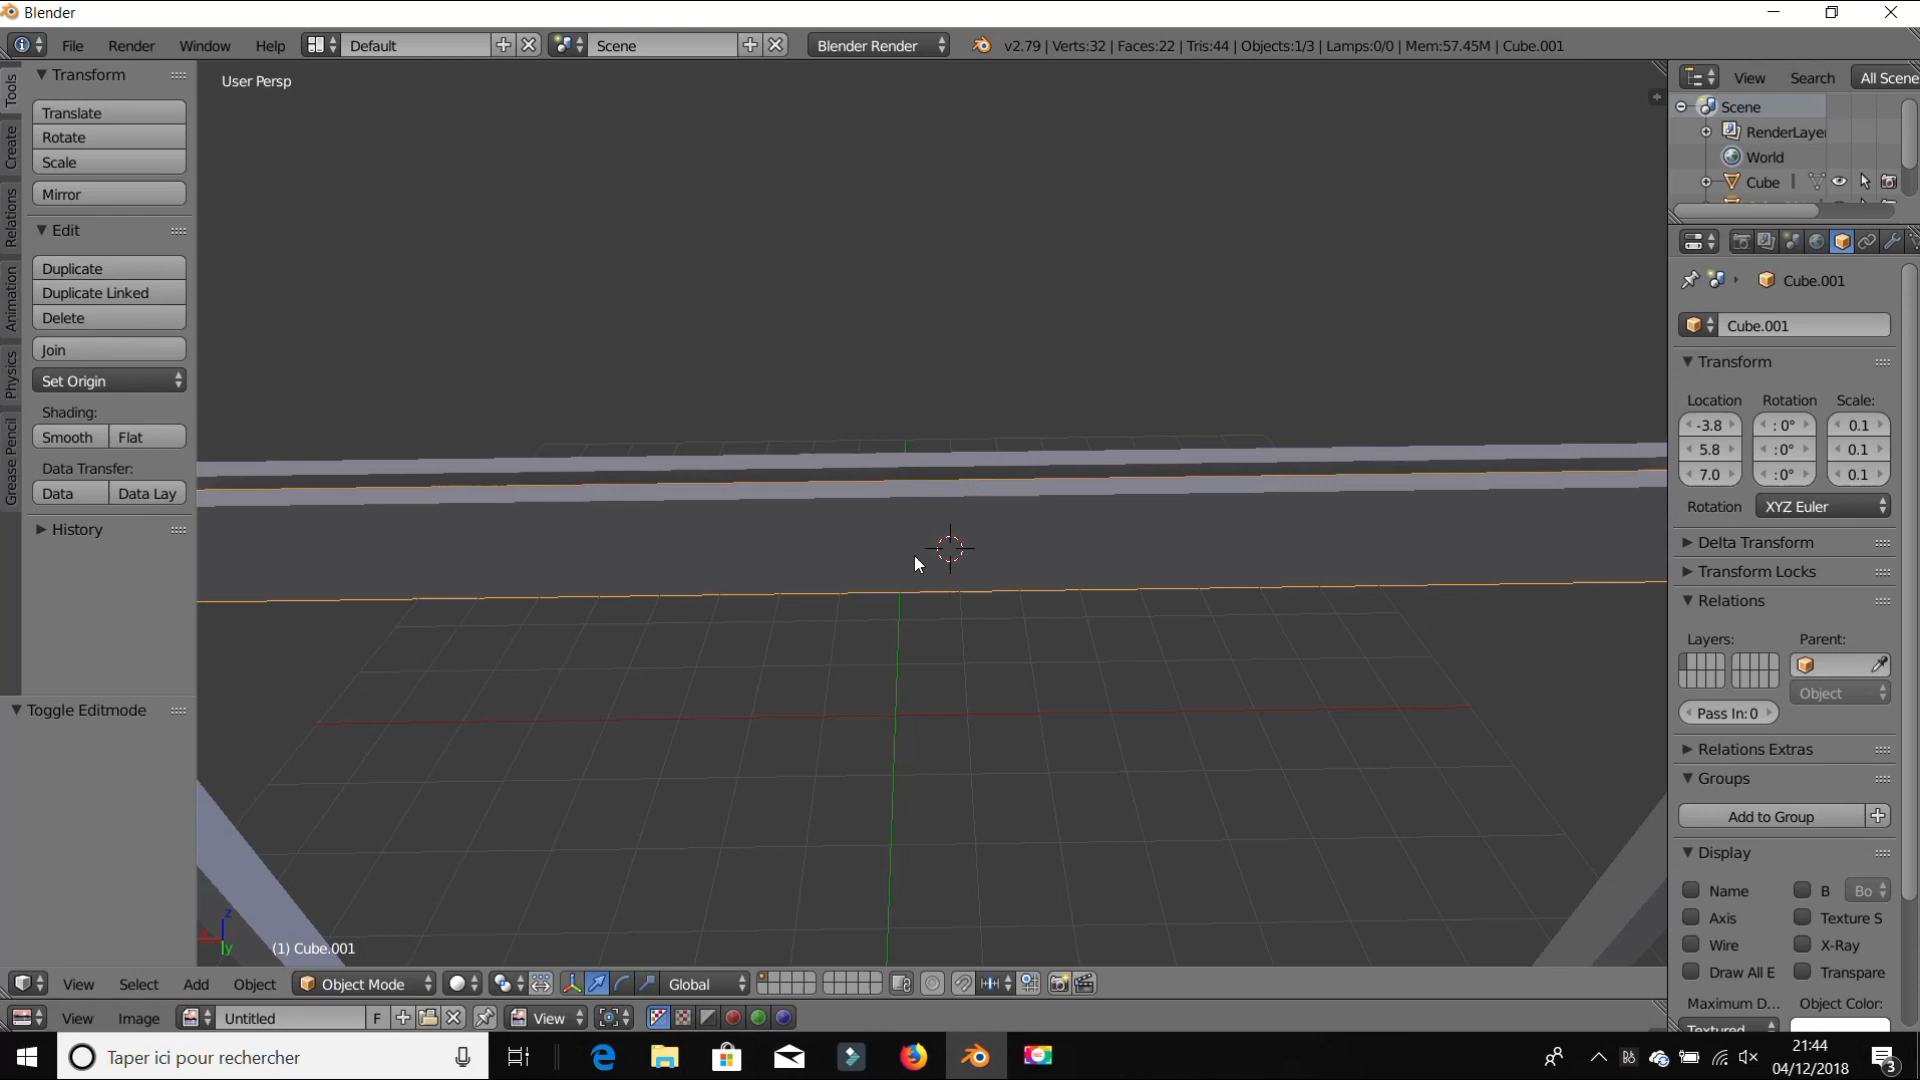 Blender
File Render Window Help Default Scene Blender Render v2.79 | Verts:32 | Faces:22 | Tris:44 | Objects:1/3 | Lamps:0/0 | Mem:57.45M | Cube.001
Tools
Create
Relations
Animation
Physics
Grease Pencil
Transform
Translate
Rotate
Scale
Mirror
Edit
Duplicate
Duplicate Linked
Delete
Join
Set Origin
Shading:
Smooth Flat
Data Transfer:
Data Data Lay
History
Toggle Editmode
User Persp
z
y
(1) Cube.001
View Search All Scene
Scene
RenderLayer
World
Cube
Cube.001
Cube.001
Transform
Location Rotation Scale:
-3.8 : 0° 0.1
5.8 : 0° 0.1
7.0 : 0° 0.1
Rotation XYZ Euler
Delta Transform
Transform Locks
Relations
Layers: Parent:
Object
Pass In: 0
Relations Extras
Groups
Add to Group
Display
Name B Bo
Axis Texture S
Wire X-Ray
Draw All E Transpare
Maximum D... Object Color:
Textured
View Select Add Object Object Mode Global
View Image Untitled F View
Taper ici pour rechercher
21:44
04/12/2018
3